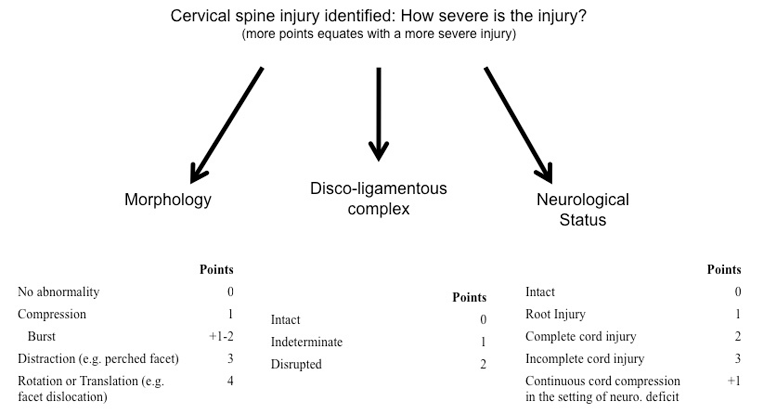 Cervical spine injury identified: How severe is the injury?
(more points equates with a more severe injury)
Morphology
Disco-ligamentous
complex
Neurological
Status
Points
No abnormality 0
Compression 1
Burst +1-2
Distraction (e.g. perched facet) 3
Rotation or Translation (e.g. 4
facet dislocation)
Points
Intact 0
Indeterminate 1
Disrupted 2
Points
Intact 0
Root Injury 1
Complete cord injury 2
Incomplete cord injury 3
Continuous cord compression +1
in the setting of neuro. deficit